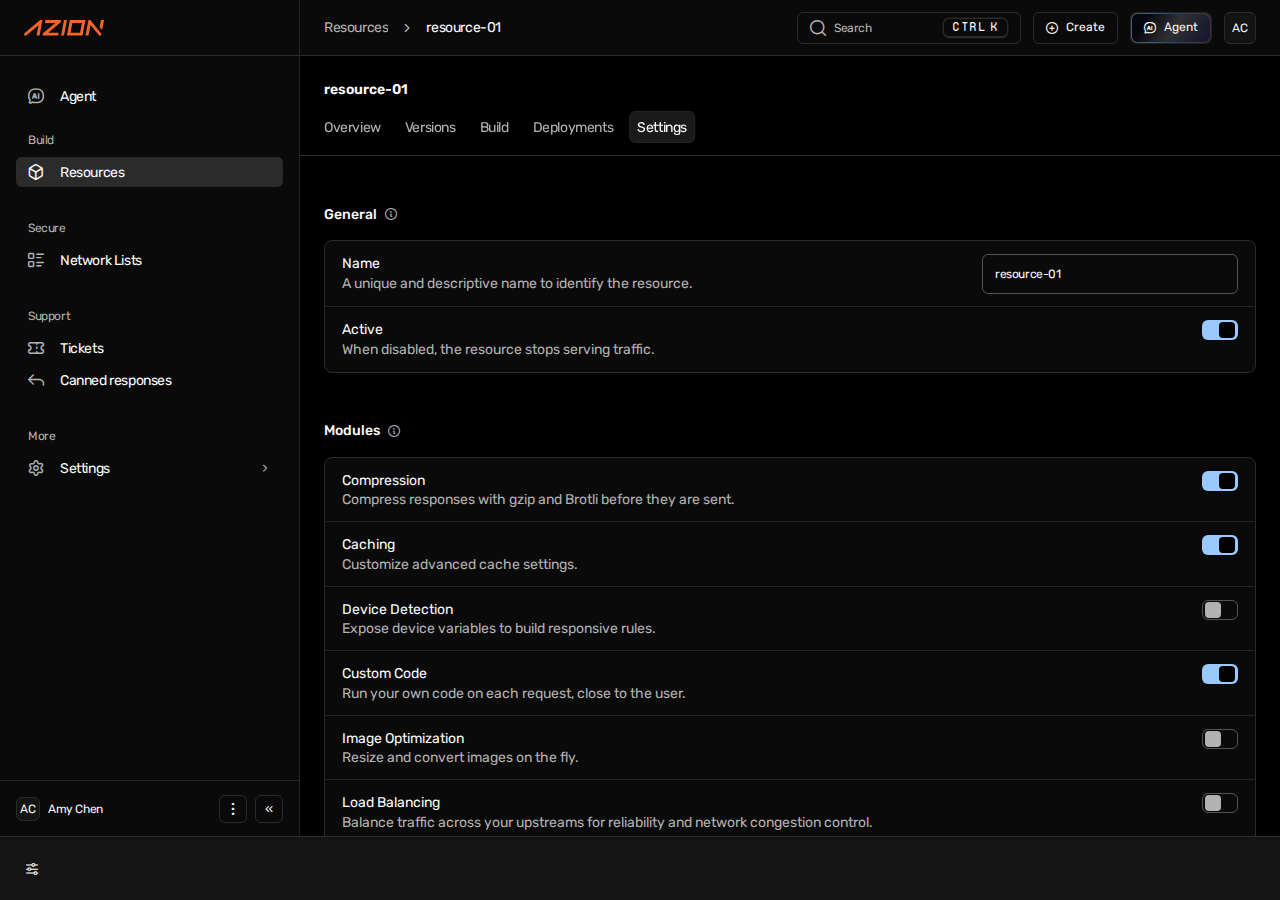 AZION
Resources
resource-01
Search
CTRL K
Create
Agent
AC
Agent
Build
Resources
Secure
Network Lists
Support
Tickets
Canned responses
More
Settings
AC
Amy Chen
resource-01
Overview
Versions
Build
Deployments
Settings
General
Name
A unique and descriptive name to identify the resource.
resource-01
Active
When disabled, the resource stops serving traffic.
Modules
Compression
Compress responses with gzip and Brotli before they are sent.
Caching
Customize advanced cache settings.
Device Detection
Expose device variables to build responsive rules.
Custom Code
Run your own code on each request, close to the user.
Image Optimization
Resize and convert images on the fly.
Load Balancing
Balance traffic across your upstreams for reliability and network congestion control.